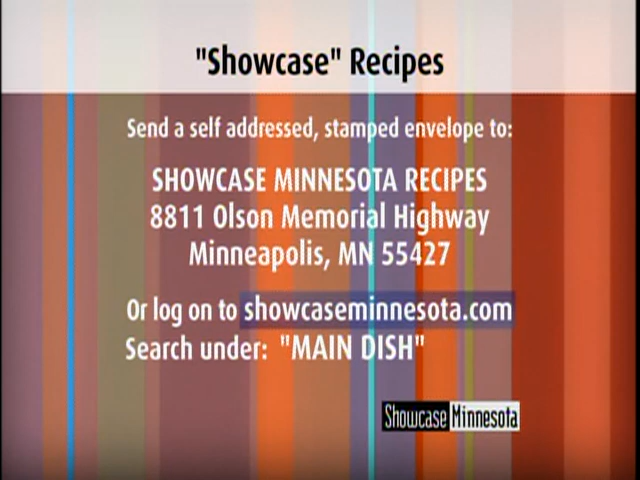 "Showcase" Recipes
Send a self addressed, stamped envelope to:
SHOWCASE MINNESOTA RECIPES
8811 Olson Memorial Highway
Minneapolis, MN 55427
Or log on to showcaseminnesota.com
Search under: "MAIN DISH"
Showcase Minnesota